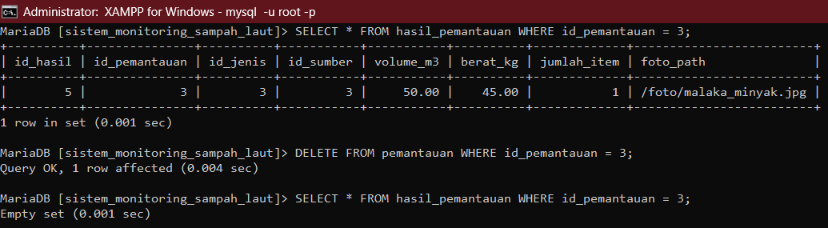 Administrator: XAMPP for Windows - mysql -u root -p
MariaDB [sistem_monitoring_sampah_laut]> SELECT * FROM hasil_pemantauan WHERE id_pemantauan = 3;
+----------+---------------+----------+-----------+-----------+----------+-------------+------------------------+
| id_hasil | id_pemantauan | id_jenis | id_sumber | volume_m3 | berat_kg | jumlah_item | foto_path              |
+----------+---------------+----------+-----------+-----------+----------+-------------+------------------------+
|        5 |             3 |        3 |         3 |     50.00 |    45.00 |           1 | /foto/malaka_minyak.jpg |
+----------+---------------+----------+-----------+-----------+----------+-------------+------------------------+
1 row in set (0.001 sec)
MariaDB [sistem_monitoring_sampah_laut]> DELETE FROM pemantauan WHERE id_pemantauan = 3;
Query OK, 1 row affected (0.004 sec)
MariaDB [sistem_monitoring_sampah_laut]> SELECT * FROM hasil_pemantauan WHERE id_pemantauan = 3;
Empty set (0.001 sec)